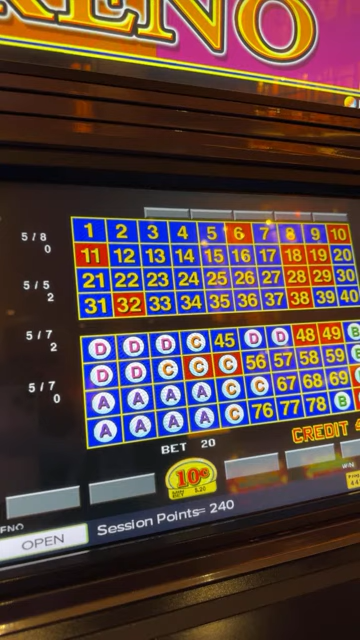 KENO
5/8 1 2 3 4 5 6 7 8 9 10
0 11 12 13 14 15 16 17 18 19 20
5/5 21 22 23 24 25 26 27 28 29 30
2 31 32 33 34 35 36 37 38 39 40
5/7 D D D C 45 D D 48 49 B
2 D D C C C 56 57 58 59
5/7 A A A A C C 67 68 69
0 A A A A C 76 77 78 B
BET 20
CREDIT
10¢
WIN
ENO
OPEN
Session Points= 240